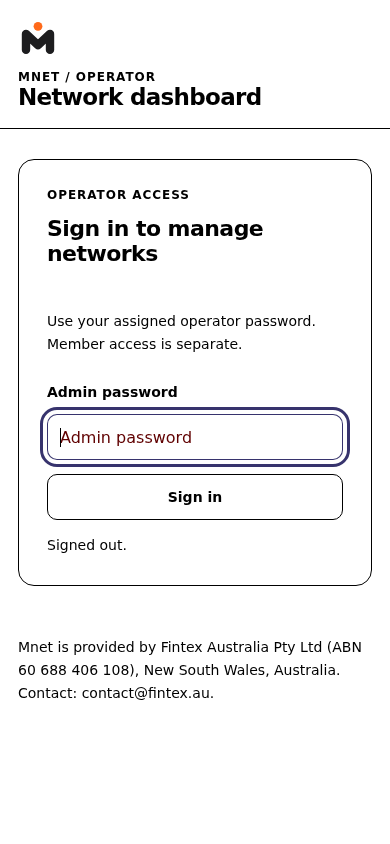 MNET / OPERATOR
Network dashboard
OPERATOR ACCESS
Sign in to manage
networks
Use your assigned operator password.
Member access is separate.
Admin password
Admin password
Sign in
Signed out.
Mnet is provided by Fintex Australia Pty Ltd (ABN
60 688 406 108), New South Wales, Australia.
Contact: contact@fintex.au.